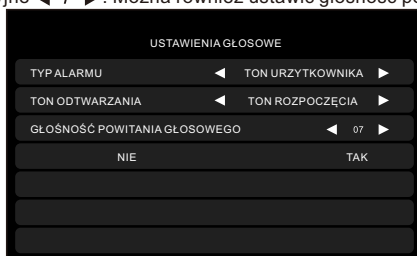 ◀ / ▶. Można również ustawić głośność
USTAWIENIA GŁOSOWE
TYP ALARMU ◀ TON URZYTKOWNIKA ▶
TON ODTWARZANIA ◀ TON ROZPOCZĘCIA ▶
GŁOŚNOŚĆ POWITANIA GŁOSOWEGO ◀ 07 ▶
NIE TAK